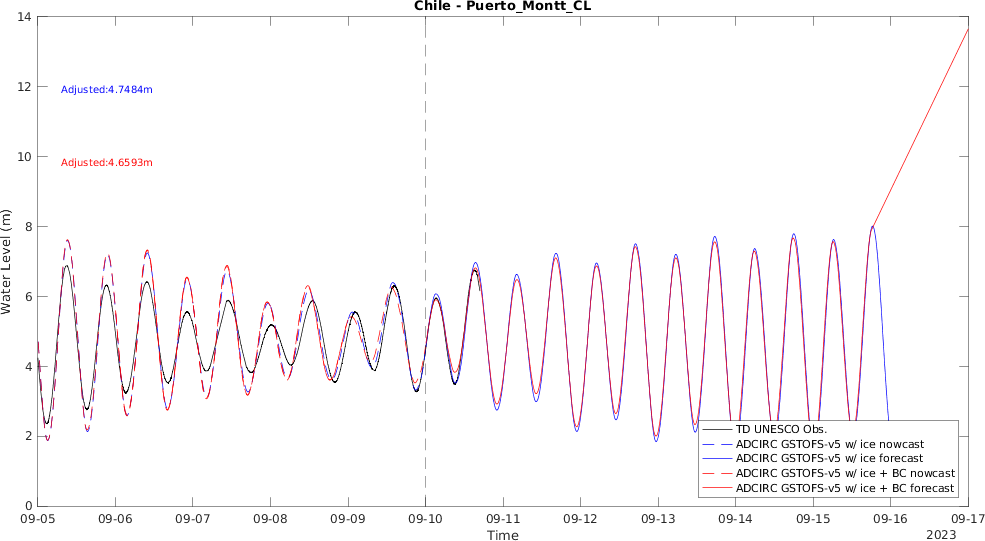 Chile - Puerto_Montt_CL
14
12
10
8
6
4
2
0
Water Level (m)
Adjusted:4.7484m
Adjusted:4.6593m
TD UNESCO Obs.
ADCIRC GSTOFS-v5 w/ ice nowcast
ADCIRC GSTOFS-v5 w/ ice forecast
ADCIRC GSTOFS-v5 w/ ice + BC nowcast
ADCIRC GSTOFS-v5 w/ ice + BC forecast
09-05 09-06 09-07 09-08 09-09 09-10 09-11 09-12 09-13 09-14 09-15 09-16 09-17
Time
2023